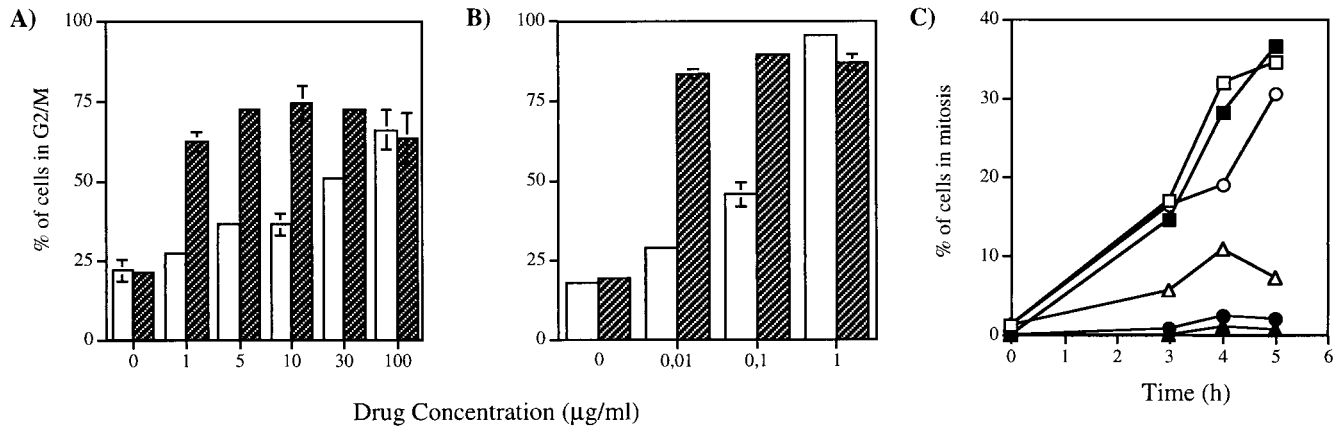 A)
% of cells in G2/M
100
75
50
25
0
0 1 5 10 30 100
B)
100
75
50
25
0
0 0,01 0,1 1
Drug Concentration (μg/ml)
C)
% of cells in mitosis
40
30
20
10
0
0 1 2 3 4 5 6
Time (h)